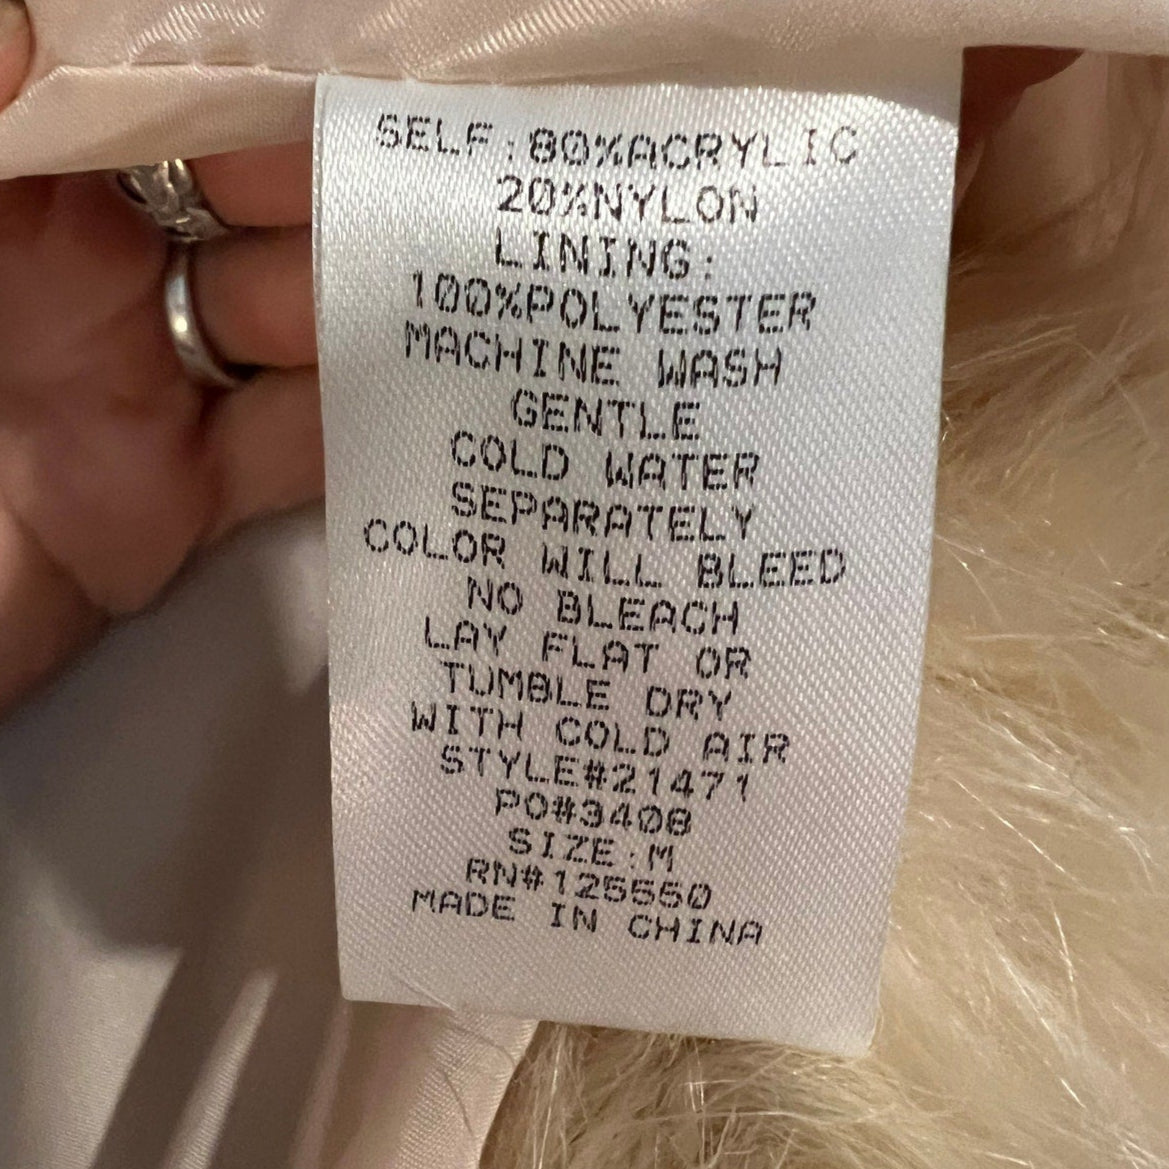 SELF:80%ACRYLIC
20%NYLON
LINING:
100%POLYESTER
MACHINE WASH
GENTLE
COLD WATER
SEPARATELY
COLOR WILL BLEED
NO BLEACH
LAY FLAT OR
TUMBLE DRY
WITH COLD AIR
STYLE#21471
PO#3408
SIZE:M
RN#125550
MADE IN CHINA